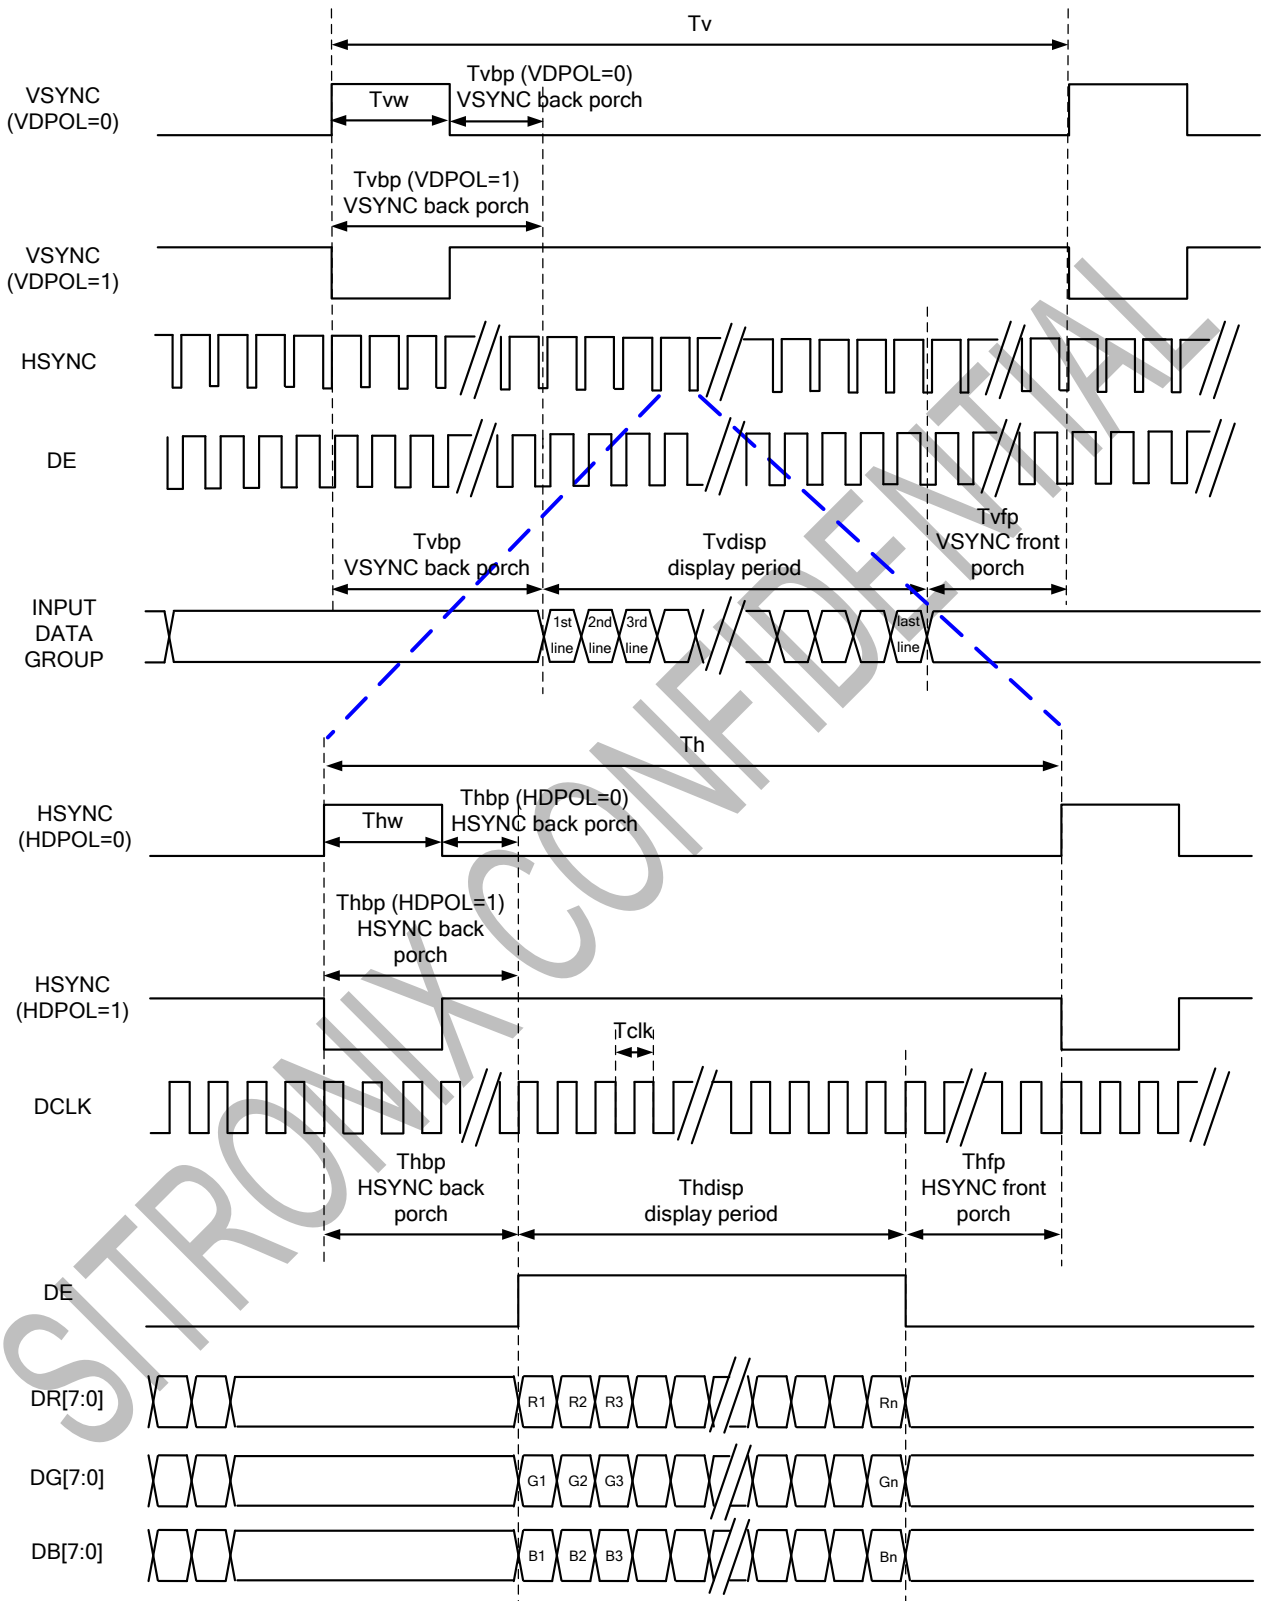 Tv
VSYNC
(VDPOL=0)
Tvw
Tvbp (VDPOL=0)
VSYNC back porch
Tvbp (VDPOL=1)
VSYNC back porch
VSYNC
(VDPOL=1)
HSYNC
DE
Tvbp
VSYNC back porch
Tvdisp
display period
Tvfp
VSYNC front
porch
INPUT
DATA
GROUP
1st
line
2nd
line
3rd
line
last
line
Th
HSYNC
(HDPOL=0)
Thw
Thbp (HDPOL=0)
HSYNC back porch
Thbp (HDPOL=1)
HSYNC back
porch
HSYNC
(HDPOL=1)
Tclk
DCLK
Thbp
HSYNC back
porch
Thdisp
display period
Thfp
HSYNC front
porch
DE
DR[7:0]
R1 R2 R3 Rn
DG[7:0]
G1 G2 G3 Gn
DB[7:0]
B1 B2 B3 Bn
SITRONIX CONFIDENTIAL